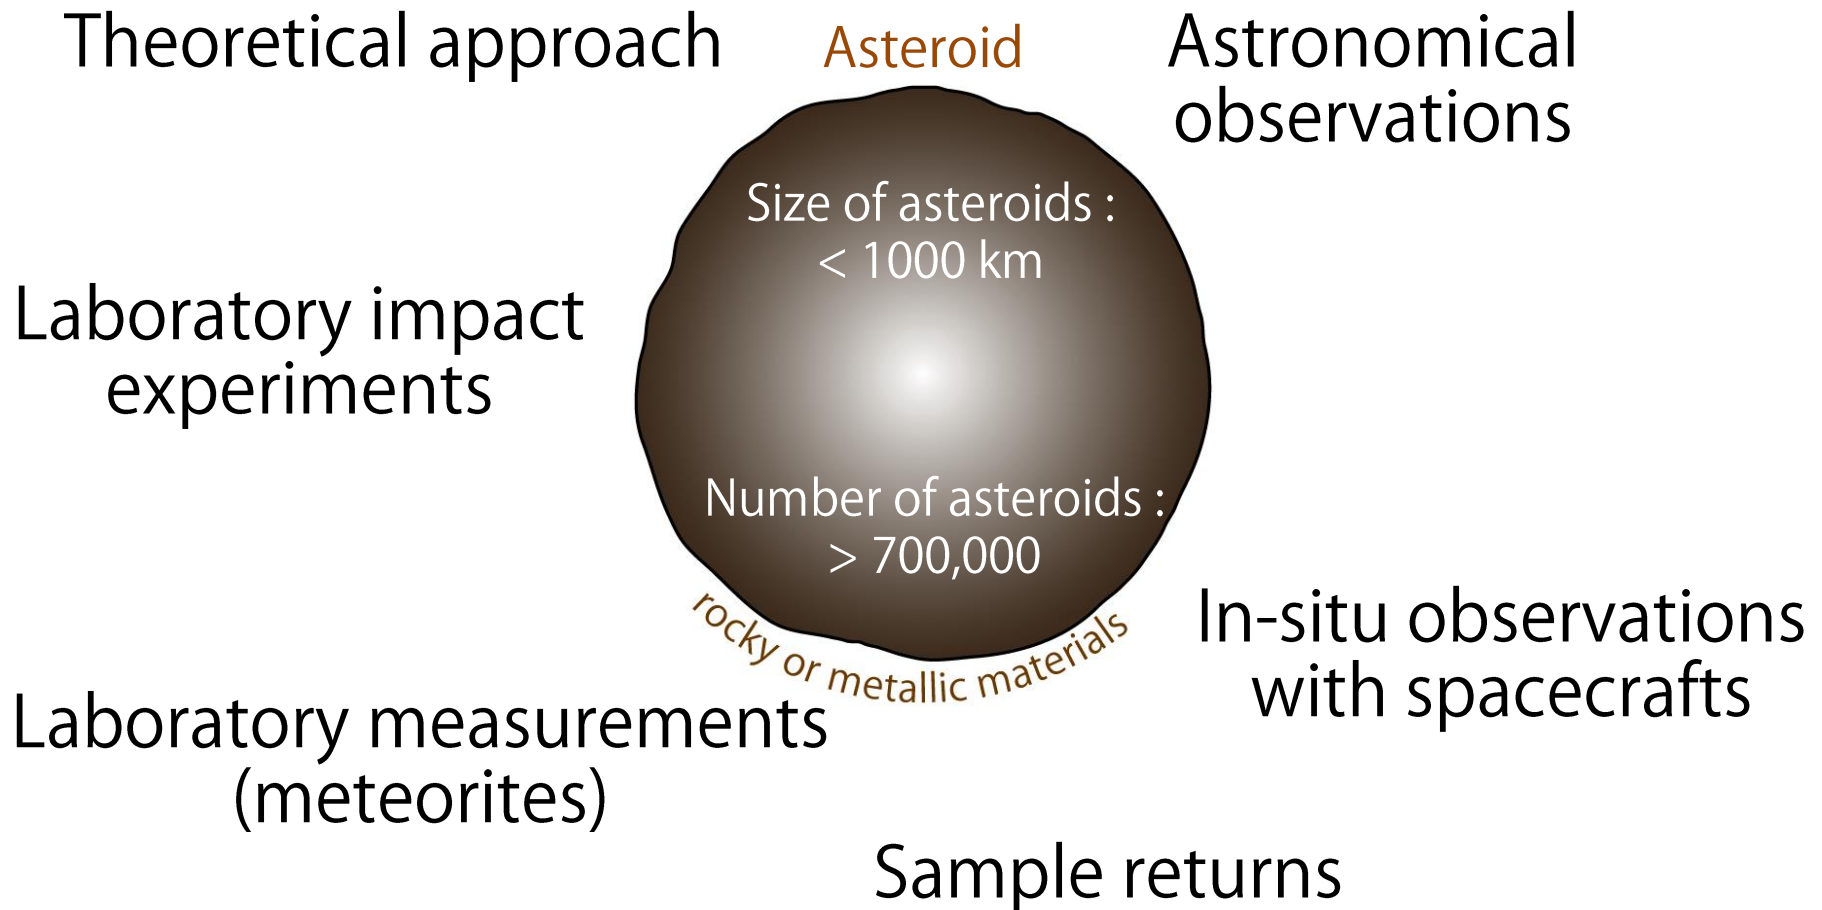 Theoretical approach
Asteroid
Astronomical
observations
Size of asteroids :
< 1000 km
Laboratory impact
experiments
Number of asteroids :
> 700,000
rocky or metallic materials
In-situ observations
with spacecrafts
Laboratory measurements
(meteorites)
Sample returns